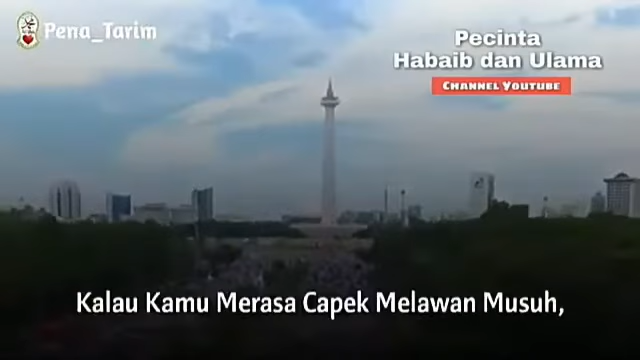 Pena_Tarim
Pecinta
Habaib dan Ulama
Channel Youtube
Kalau Kamu Merasa Capek Melawan Musuh,